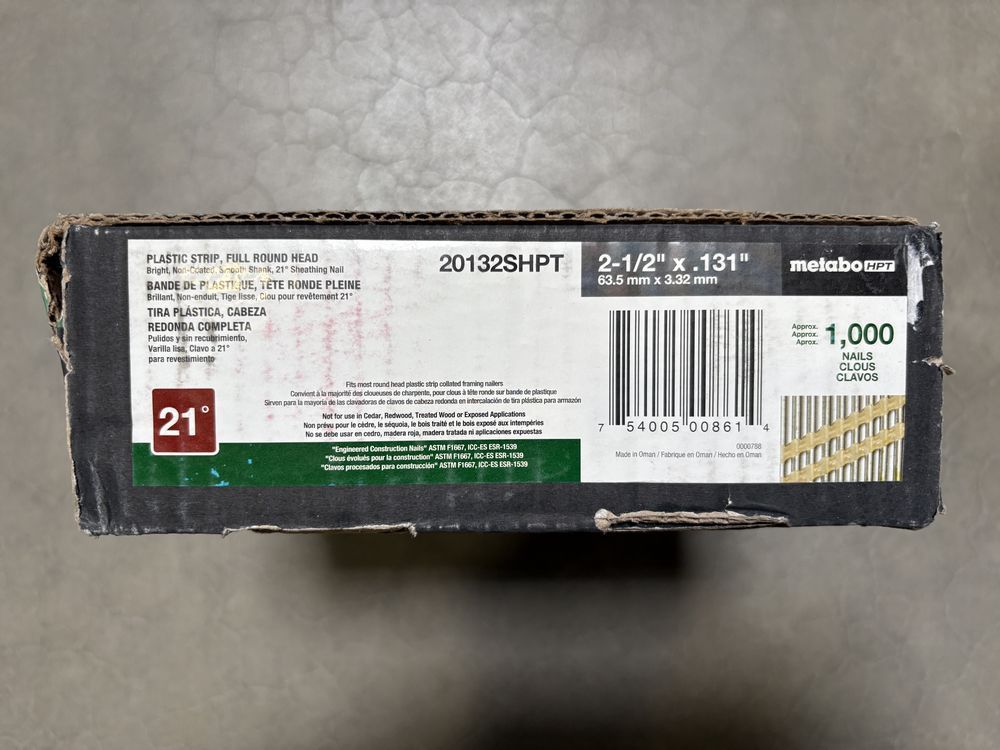 PLASTIC STRIP, FULL ROUND HEAD
Bright, Non-Coated, Smooth Shank, 21° Sheathing Nail
BANDE DE PLASTIQUE, TÊTE RONDE PLEINE
Brillant, Non-enduit, Tige lisse, Clou pour revêtement 21°
TIRA PLÁSTICA, CABEZA
REDONDA COMPLETA
Pulidos y sin recubrimiento,
Varilla lisa, Clavo a 21°
para revestimiento
21°
20132SHPT
Fits most round head plastic strip collated framing nailers
Convient à la majorité des cloueuses de charpente, pour clous à tête ronde sur bande de plastique
Sirven para la mayoría de las clavadoras de clavos de cabeza redonda en intercalación de tira plástica para armazón
Not for use in Cedar, Redwood, Treated Wood or Exposed Applications
Non prévu pour le cèdre, le séquoia, le bois traité et le bois exposé aux intempéries
No se debe usar en cedro, madera roja, madera tratada ni aplicaciones expuestas
"Engineered Construction Nails" ASTM F1667, ICC-ES ESR-1539
"Clous évolués pour la construction" ASTM F1667, ICC-ES ESR-1539
"Clavos procesados para construcción" ASTM F1667, ICC-ES ESR-1539
2-1/2" x .131"
63.5 mm x 3.32 mm
metabo HPT
7 54005 00861 4
0000788
Made in Oman / Fabrique en Oman / Hecho en Oman
Approx.
Approx.
Aprox.
1,000
NAILS
CLOUS
CLAVOS